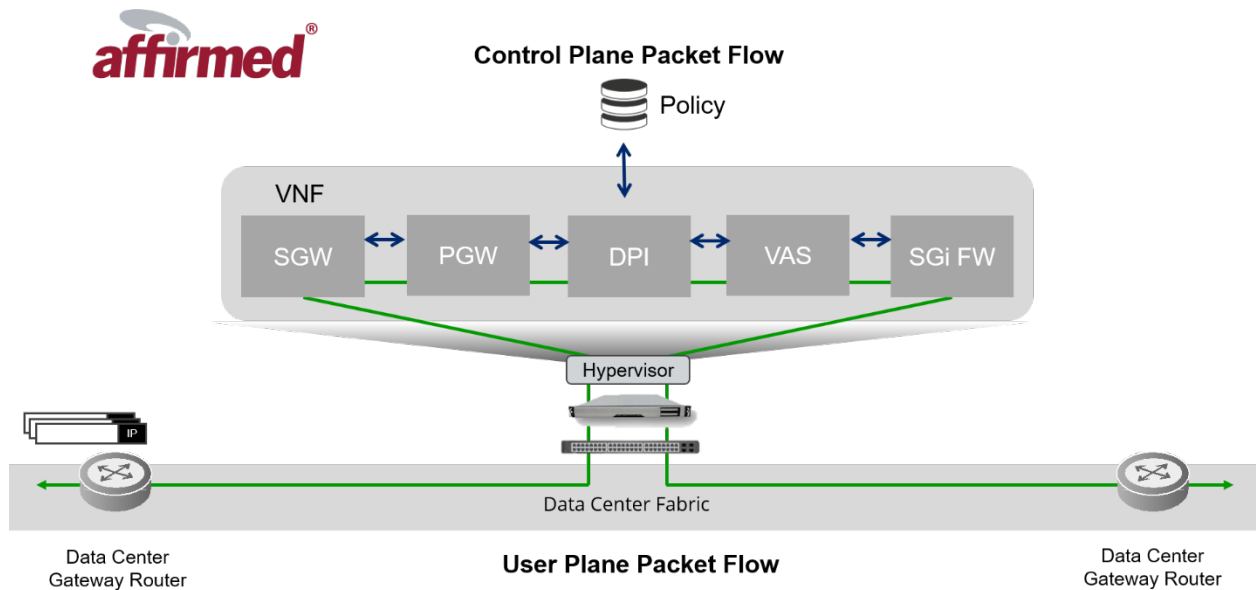 affirmed®
Control Plane Packet Flow
Policy
VNF
SGW
PGW
DPI
VAS
SGi FW
Hypervisor
IP
Data Center Fabric
Data Center
Gateway Router
User Plane Packet Flow
Data Center
Gateway Router